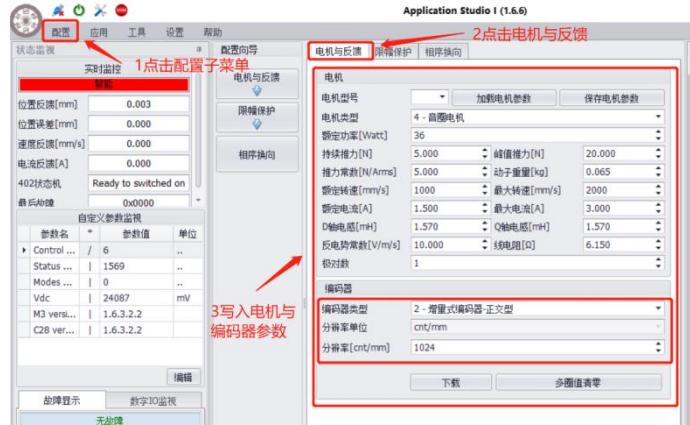 Application Studio I (1.6.6)
配置 应用 工具 设置 帮助
2点击电机与反馈
状态监视 配置向导 电机与反馈 限幅保护 相序换向
1点击配置子菜单
实时监控
使能
位置反馈[mm] 0.003
位置误差[mm] 0.000
速度反馈[mm/s] 0.000
电流反馈[A] 0.000
402状态机 Ready to switched on
最后故障 0x0000
自定义参数监视
参数名 * 参数值 单位
Control ... / 6 ..
Status ... | 1569 ..
Modes ... | 0 ..
Vdc | 24087 mV
M3 versi... | 1.6.3.2.2
C28 ver... | 1.6.3.2.2
编辑
故障显示 数字IO监视
无故障
电机与反馈
限幅保护
相序换向
3写入电机与
编码器参数
电机
电机型号 加载电机参数 保存电机参数
电机类型 4 - 音圈电机
额定功率[Watt] 36
持续推力[N] 5.000 峰值推力[N] 20.000
推力常数[N/Arms] 5.000 动子重量[kg] 0.065
额定转速[mm/s] 1000 最大转速[mm/s] 2000
额定电流[A] 1.500 最大电流[A] 3.000
D轴电感[mH] 1.570 Q轴电感[mH] 1.570
反电势常数[V/m/s] 10.000 线电阻[Ω] 6.150
极对数 1
编码器
编码器类型 2 - 增量式编码器-正交型
分辨率单位 cnt/mm
分辨率[cnt/mm] 1024
下载 多圈值清零